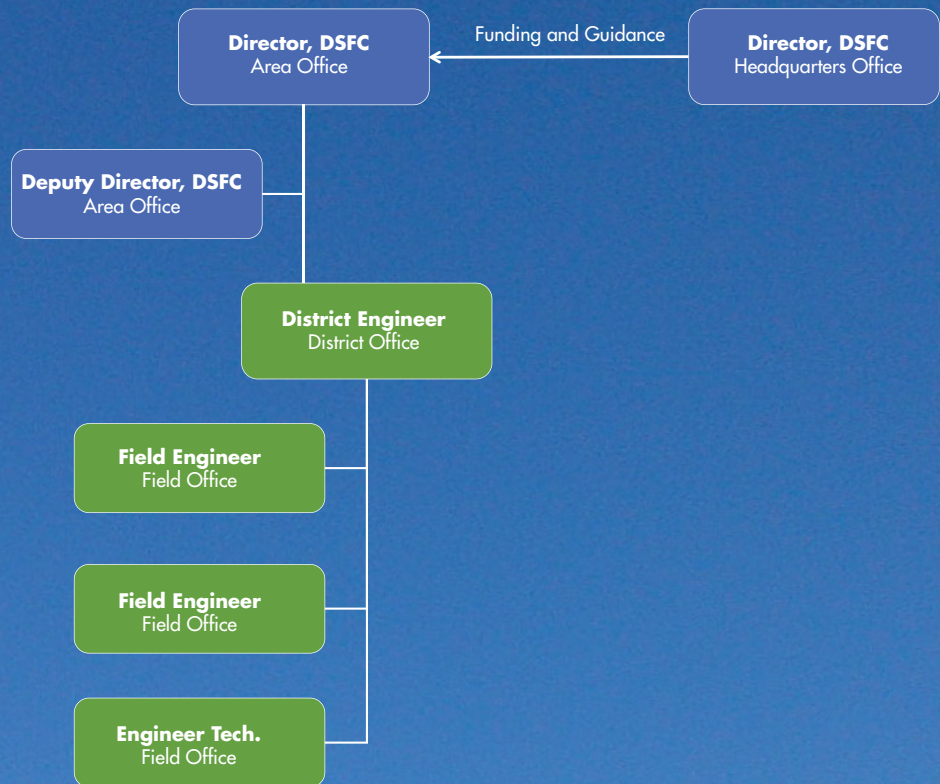 Director, DSFC
Area Office
Funding and Guidance
Director, DSFC
Headquarters Office
Deputy Director, DSFC
Area Office
District Engineer
District Office
Field Engineer
Field Office
Field Engineer
Field Office
Engineer Tech.
Field Office